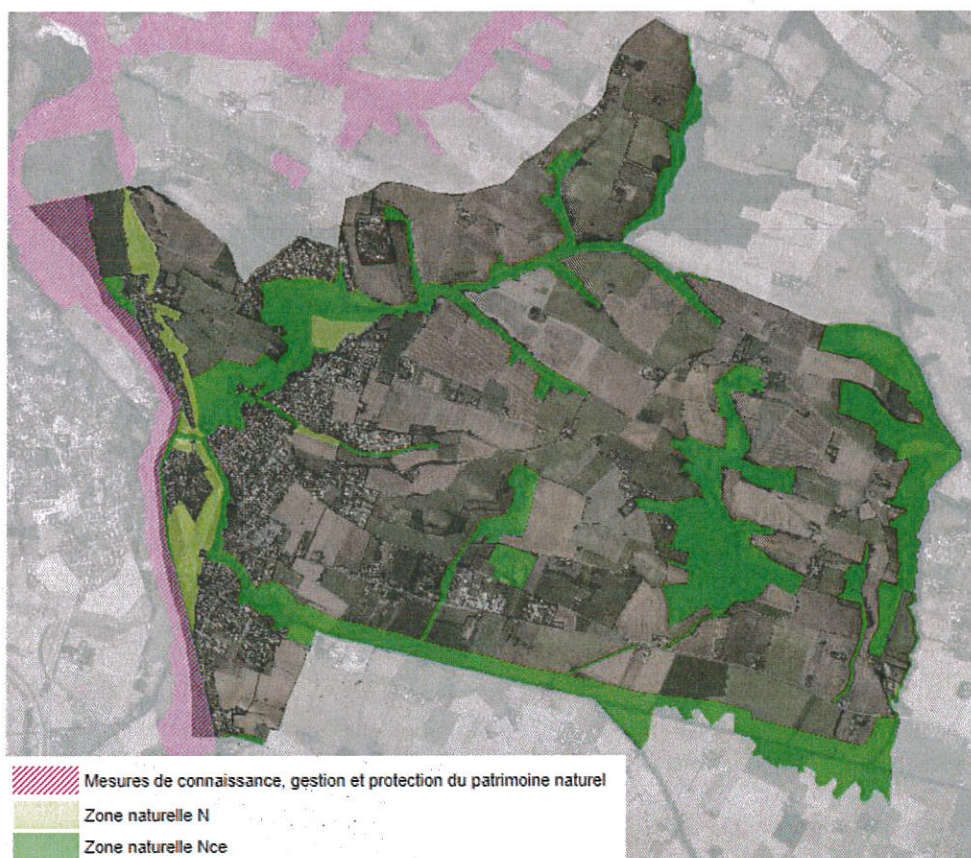 Mesures de connaissance, gestion et protection du patrimoine naturel
Zone naturelle N
Zone naturelle Nce